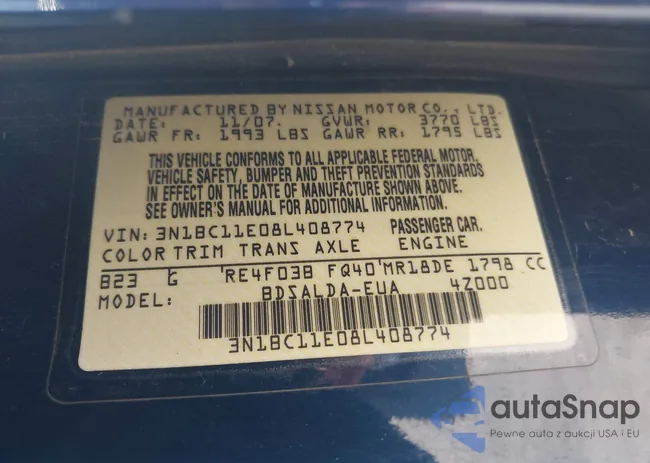 MANUFACTURED BY NISSAN MOTOR CO., LTD.
DATE: 11/07. GVWR: 3770 LBS
GAWR FR: 1993 LBS GAWR RR: 1795 LBS
THIS VEHICLE CONFORMS TO ALL APPLICABLE FEDERAL MOTOR
VEHICLE SAFETY, BUMPER AND THEFT PREVENTION STANDARDS
IN EFFECT ON THE DATE OF MANUFACTURE SHOWN ABOVE.
SEE OWNER'S MANUAL FOR ADDITIONAL INFORMATION.
VIN: 3N1BC11E08L408774 PASSENGER CAR.
COLOR TRIM TRANS AXLE ENGINE
B23 G 'RE4F03B FQ40'MR18DE 1798 CC
MODEL: BDSALDA-EUA 4Z000
3N1BC11E08L408774
autaSnap
Pewne auta z aukcji USA i EU